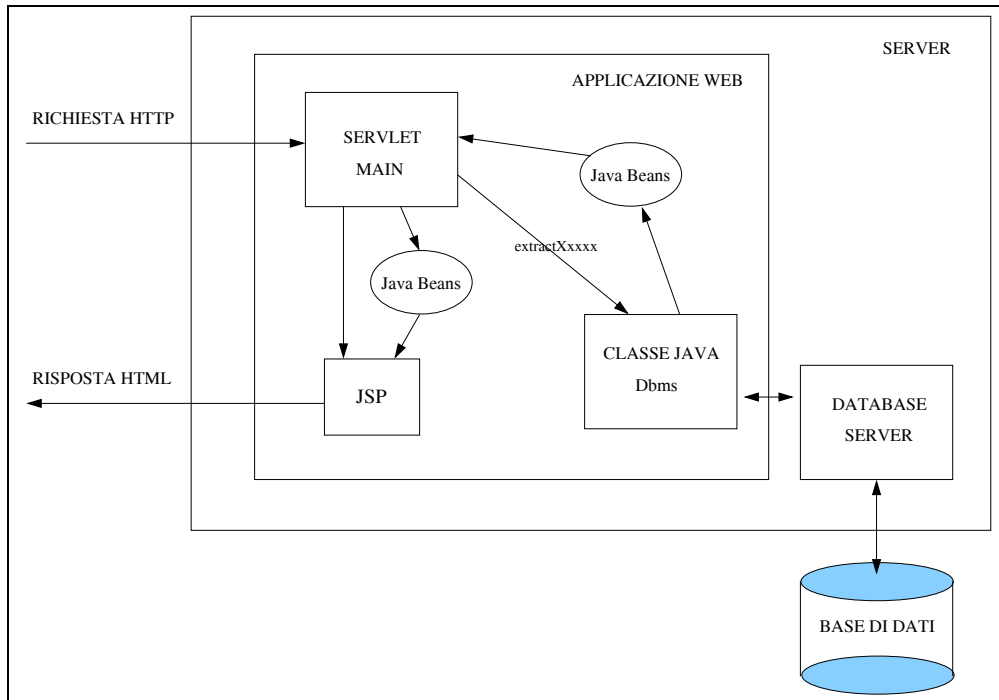 SERVER
APPLICAZIONE WEB
RICHIESTA HTTP
SERVLET
MAIN
Java Beans
extractXxxxx
Java Beans
CLASSE JAVA
Dbms
RISPOSTA HTML
JSP
DATABASE
SERVER
BASE DI DATI